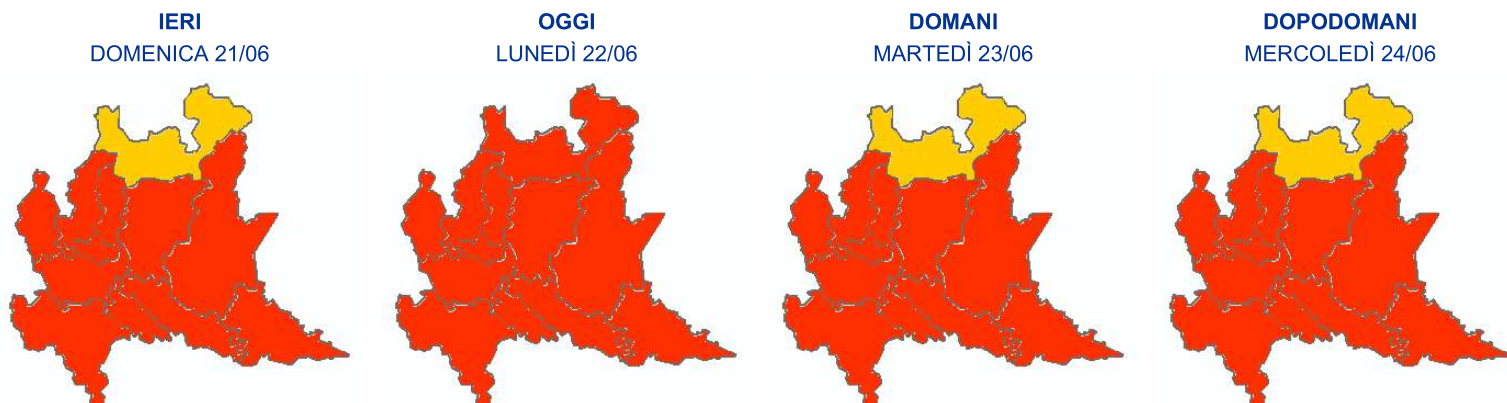 IERI
DOMENICA 21/06
OGGI
LUNEDÌ 22/06
DOMANI
MARTEDÌ 23/06
DOPODOMANI
MERCOLEDÌ 24/06